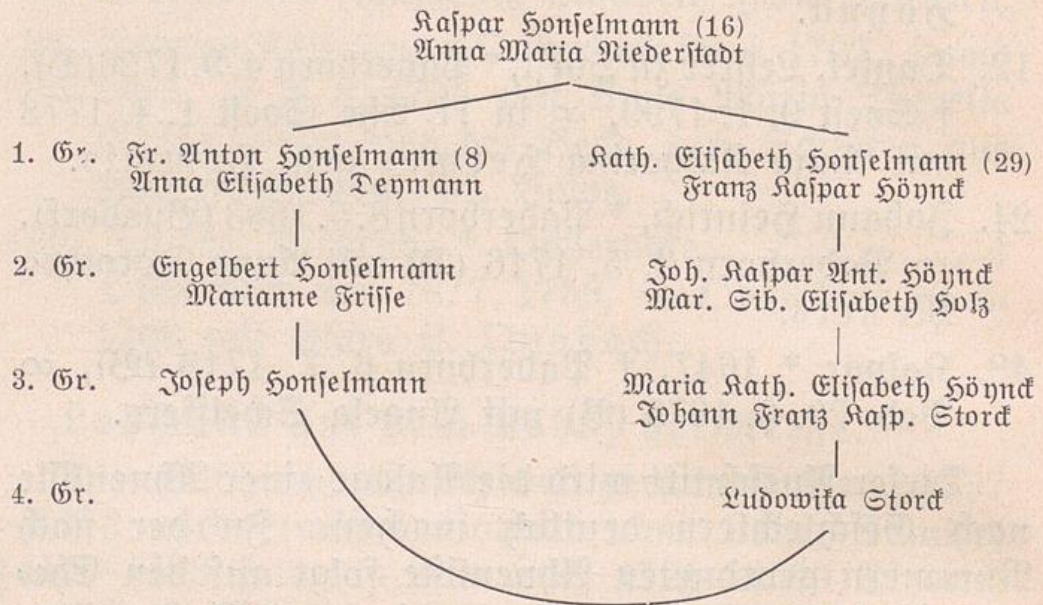 Kaspar Honselmann (16)
Anna Maria Niederstadt
1. Gr. Fr. Anton Honselmann (8) Kath. Elisabeth Honselmann (29)
Anna Elisabeth Deymann Franz Kaspar Höynck
2. Gr. Engelbert Honselmann Joh. Kaspar Ant. Höynck
Marianne Frisse Mar. Sib. Elisabeth Holz
3. Gr. Joseph Honselmann Maria Kath. Elisabeth Höynck
Johann Franz Kasp. Storck
4. Gr. Ludowika Storck